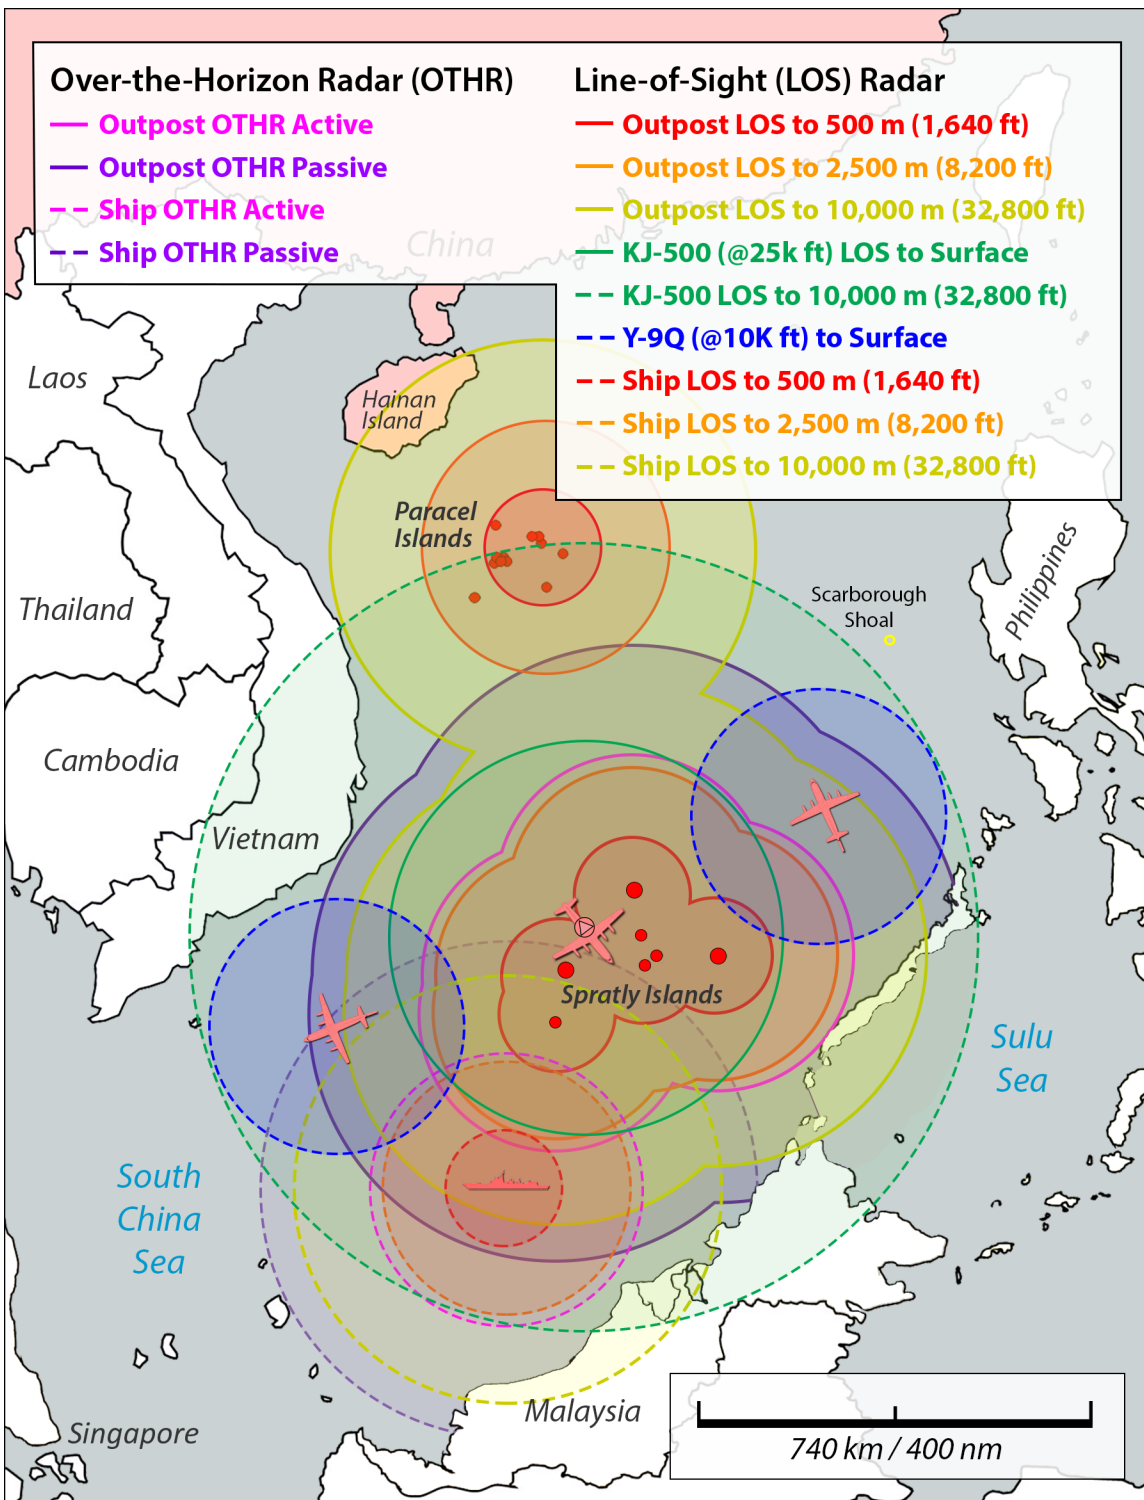 Over-the-Horizon Radar (OTHR)
Outpost OTHR Active
Outpost OTHR Passive
Ship OTHR Active
Ship OTHR Passive
Line-of-Sight (LOS) Radar
Outpost LOS to 500 m (1,640 ft)
Outpost LOS to 2,500 m (8,200 ft)
Outpost LOS to 10,000 m (32,800 ft)
KJ-500 (@25k ft) LOS to Surface
KJ-500 LOS to 10,000 m (32,800 ft)
Y-9Q (@10K ft) to Surface
Ship LOS to 500 m (1,640 ft)
Ship LOS to 2,500 m (8,200 ft)
Ship LOS to 10,000 m (32,800 ft)
China
Laos
Hainan
Island
Paracel
Islands
Thailand
Scarborough
Shoal
Philippines
Cambodia
Vietnam
Spratly Islands
Sulu
Sea
South
China
Sea
Malaysia
Singapore
740 km / 400 nm